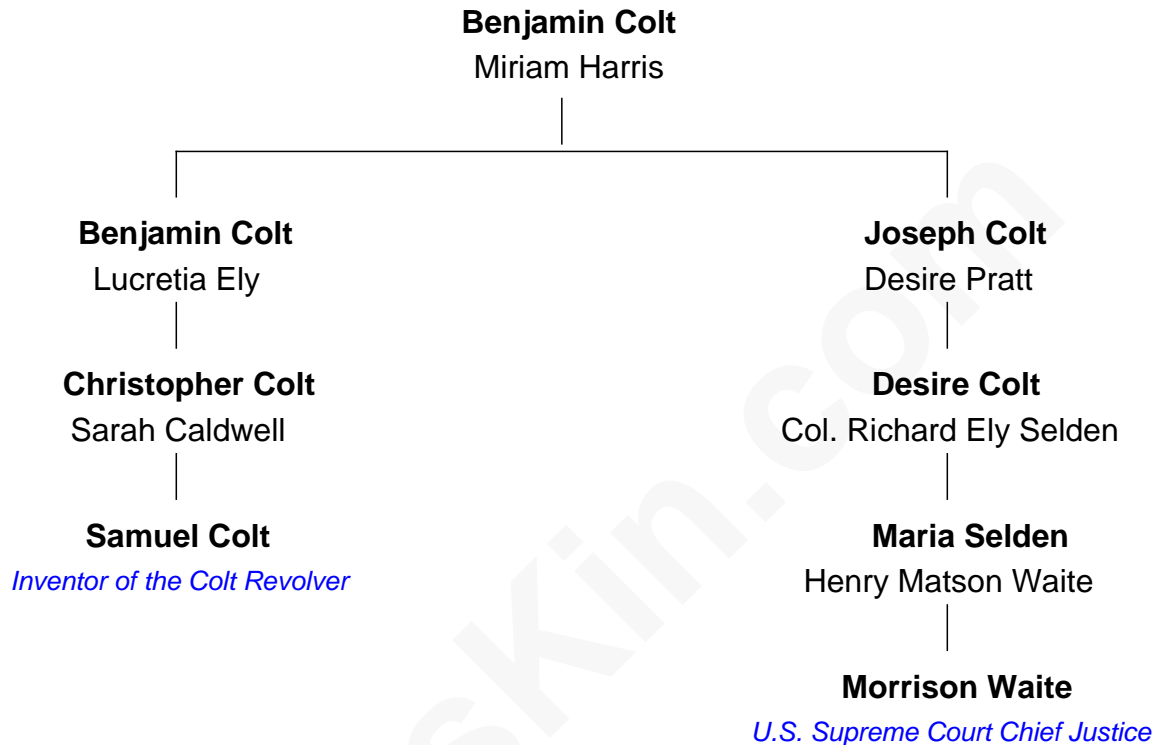 Benjamin Colt
Miriam Harris
Benjamin Colt
Lucretia Ely
Joseph Colt
Desire Pratt
Christopher Colt
Sarah Caldwell
Desire Colt
Col. Richard Ely Selden
Samuel Colt
Inventor of the Colt Revolver
Maria Selden
Henry Matson Waite
Morrison Waite
U.S. Supreme Court Chief Justice